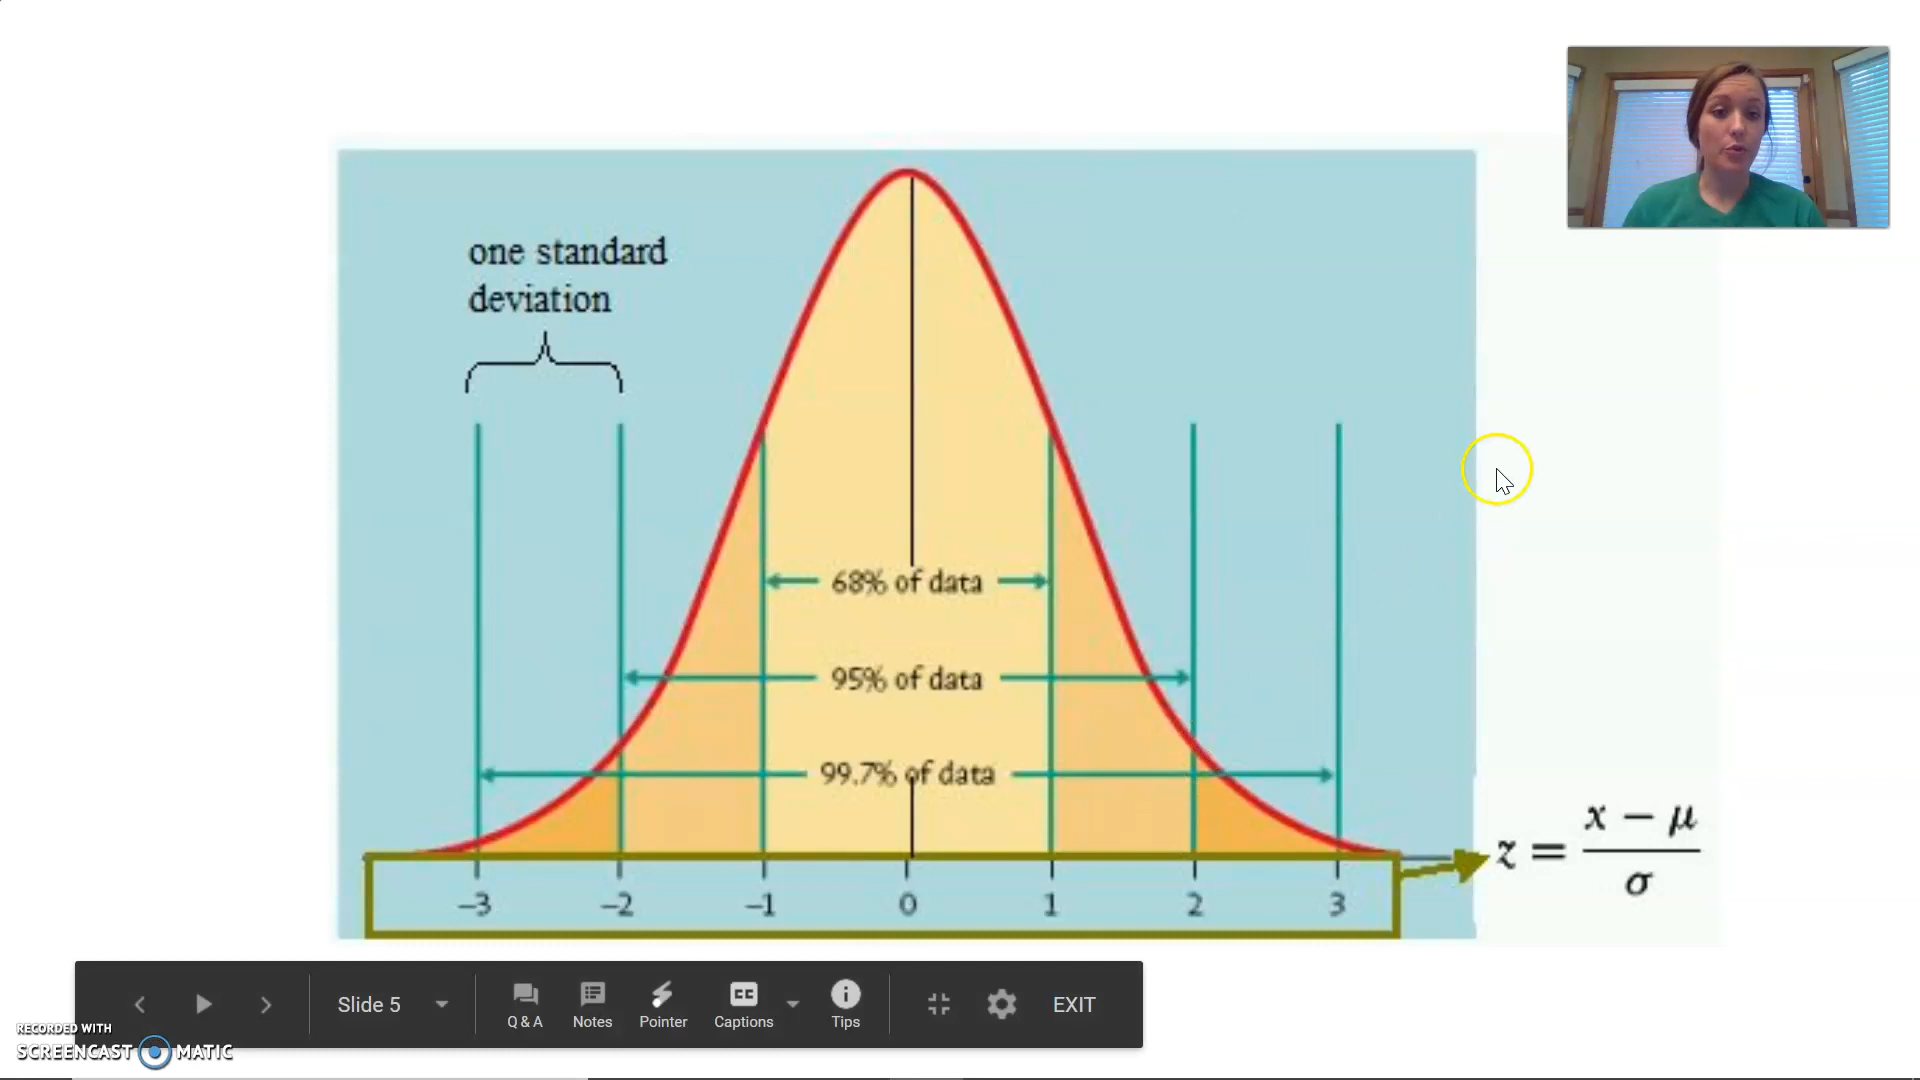 one standard
deviation
68% of data
95% of data
99.7% of data
z = x − μ / σ
–3 –2 –1 0 1 2 3
Slide 5
Q & A
Notes
Pointer
CC
Captions
Tips
EXIT
RECORDED WITH
SCREENCAST MATIC